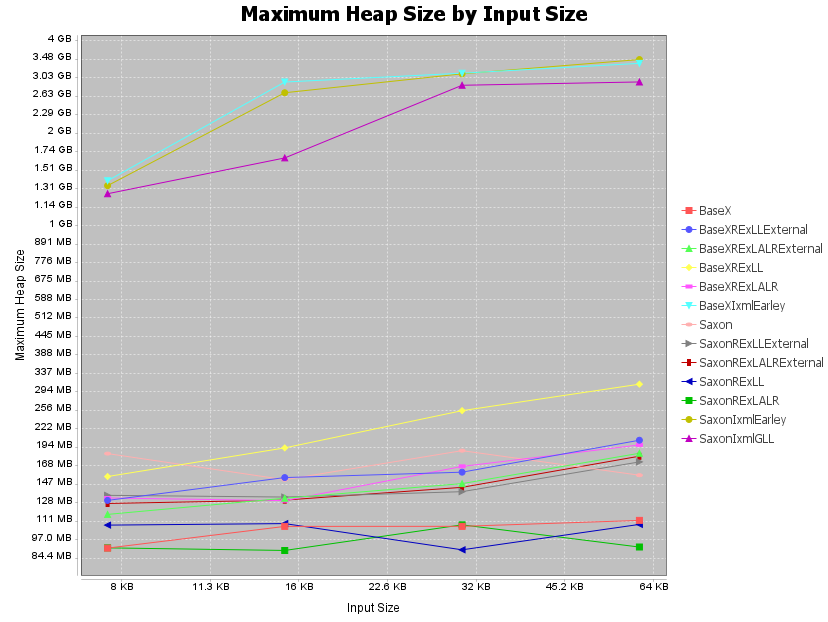 Maximum Heap Size by Input Size
Maximum Heap Size
4 GB
3.48 GB
3.03 GB
2.63 GB
2.29 GB
2 GB
1.74 GB
1.51 GB
1.31 GB
1.14 GB
1 GB
891 MB
776 MB
675 MB
588 MB
512 MB
445 MB
388 MB
337 MB
294 MB
256 MB
222 MB
194 MB
168 MB
147 MB
128 MB
111 MB
97.0 MB
84.4 MB
8 KB 11.3 KB 16 KB 22.6 KB 32 KB 45.2 KB 64 KB
Input Size
BaseX
BaseXRExLLExternal
BaseXRExLALRExternal
BaseXRExLL
BaseXRExLALR
BaseXIxmlEarley
Saxon
SaxonRExLLExternal
SaxonRExLALRExternal
SaxonRExLL
SaxonRExLALR
SaxonIxmlEarley
SaxonIxmlGLL